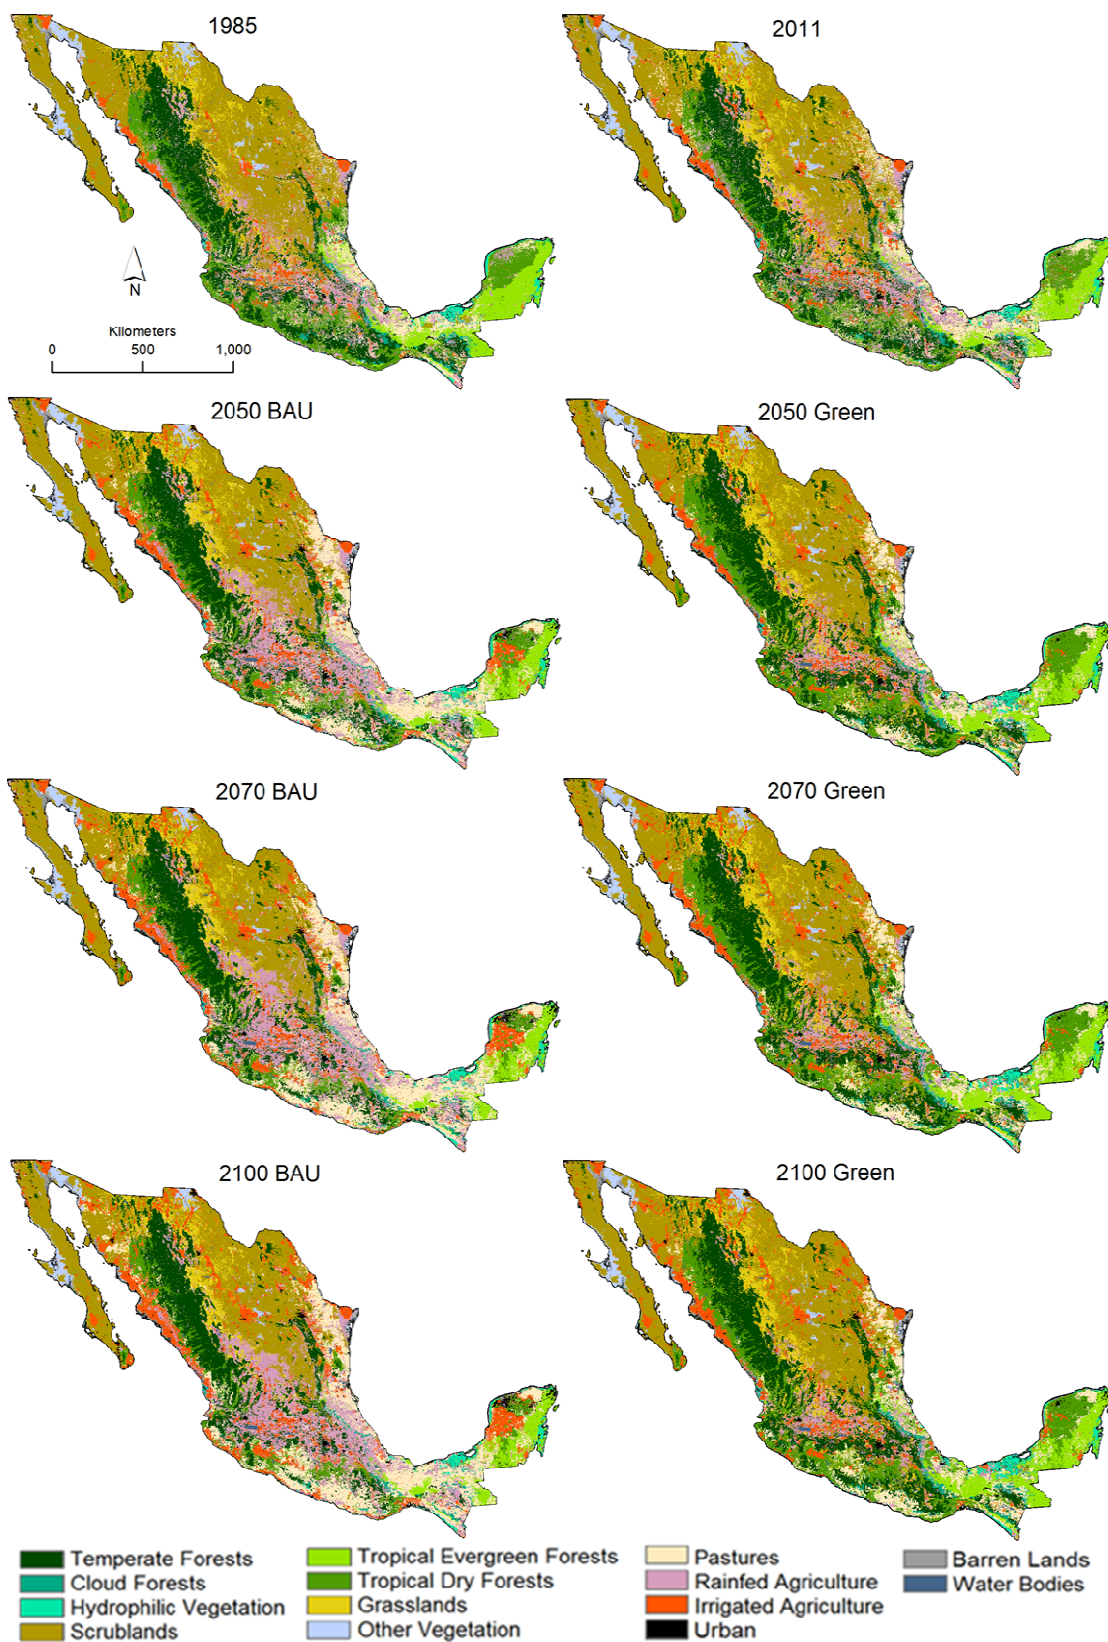 1985
2011
N
Kilometers
0 500 1,000
2050 BAU
2050 Green
2070 BAU
2070 Green
2100 BAU
2100 Green
Temperate Forests
Cloud Forests
Hydrophilic Vegetation
Scrublands
Tropical Evergreen Forests
Tropical Dry Forests
Grasslands
Other Vegetation
Pastures
Rainfed Agriculture
Irrigated Agriculture
Urban
Barren Lands
Water Bodies